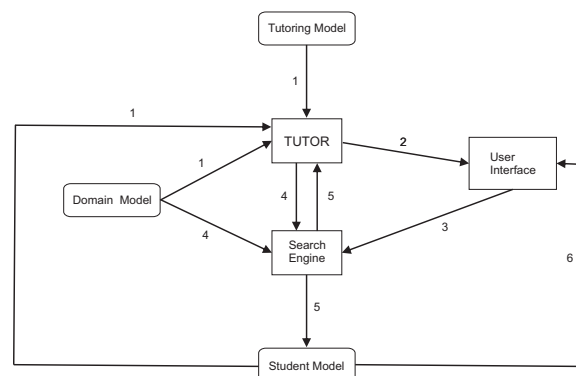 Tutoring Model
1
1
TUTOR
2
User
Interface
1
Domain Model
4
5
4
3
Search
Engine
6
5
Student Model